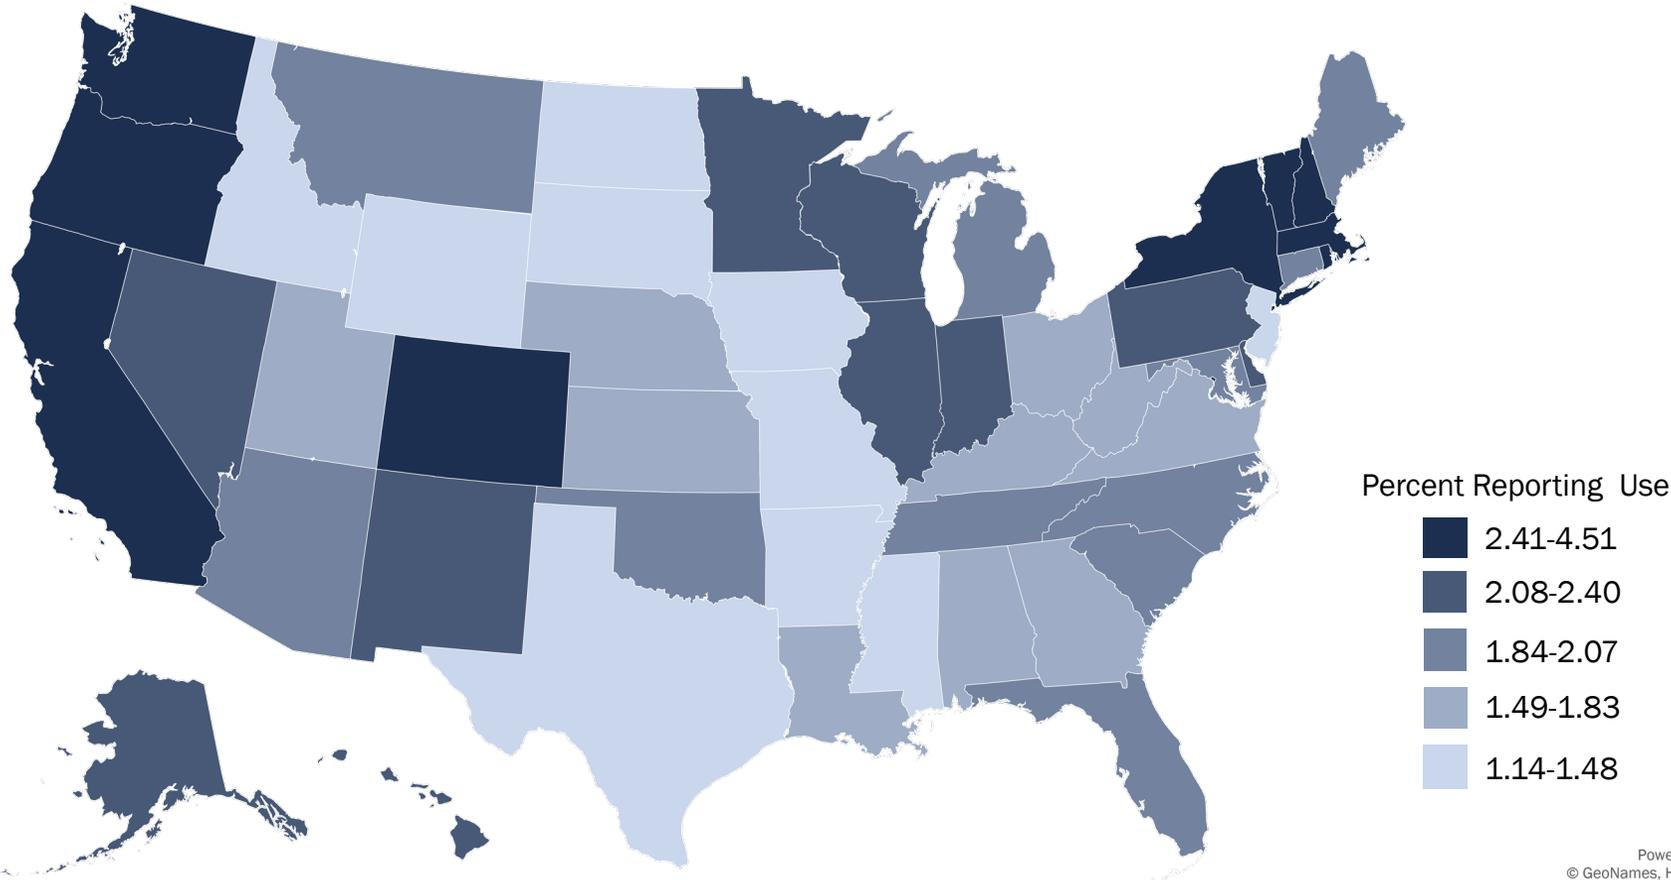 Percent Reporting Use
2.41-4.51
2.08-2.40
1.84-2.07
1.49-1.83
1.14-1.48
Powe
© GeoNames, H